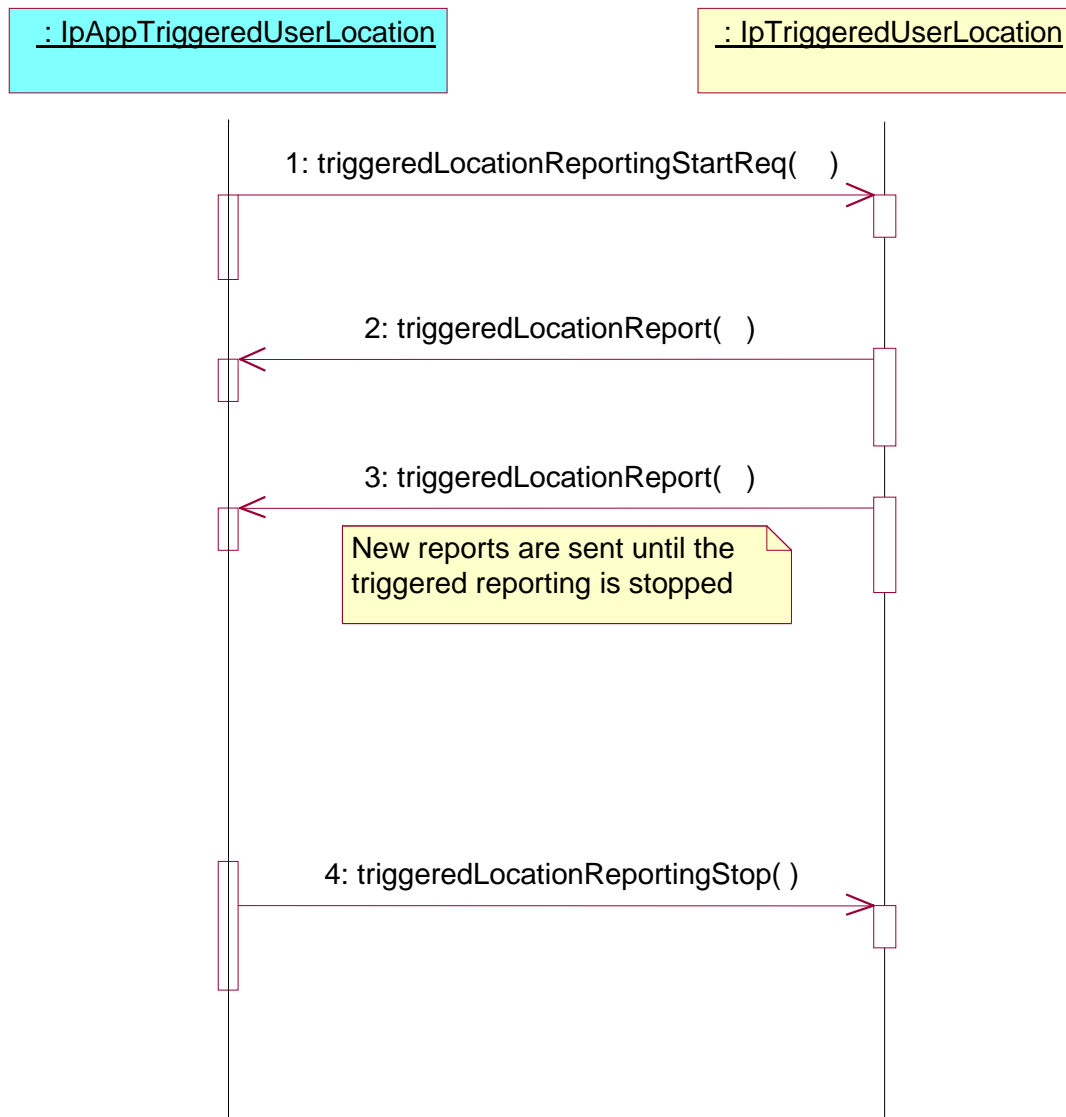 : IpAppTriggeredUserLocation
: IpTriggeredUserLocation
1: triggeredLocationReportingStartReq( )
2: triggeredLocationReport( )
3: triggeredLocationReport( )
New reports are sent until the
triggered reporting is stopped
4: triggeredLocationReportingStop( )